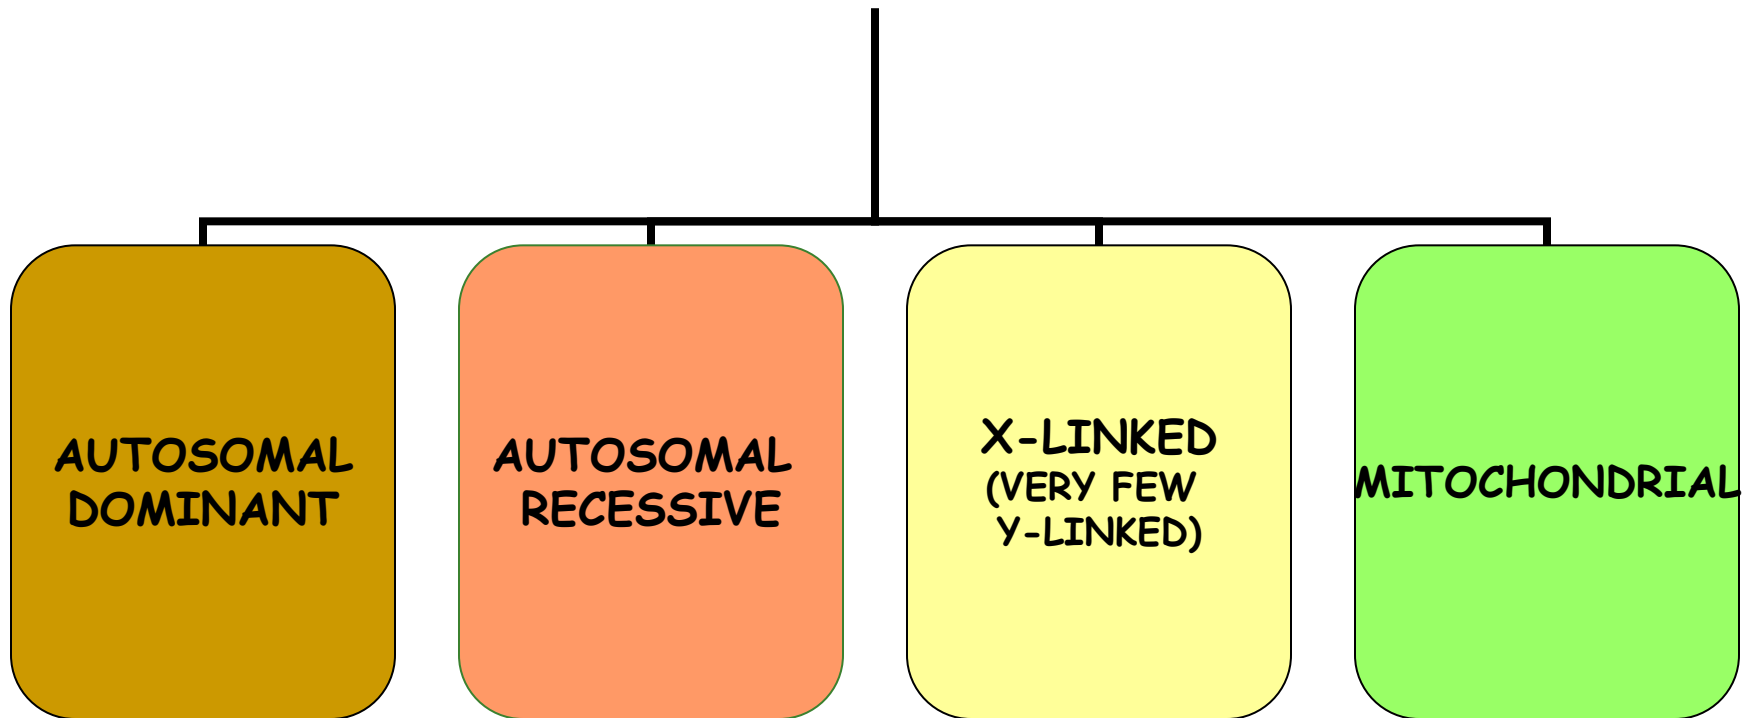 AUTOSOMAL
DOMINANT
AUTOSOMAL
RECESSIVE
X-LINKED
(VERY FEW
Y-LINKED)
MITOCHONDRIAL